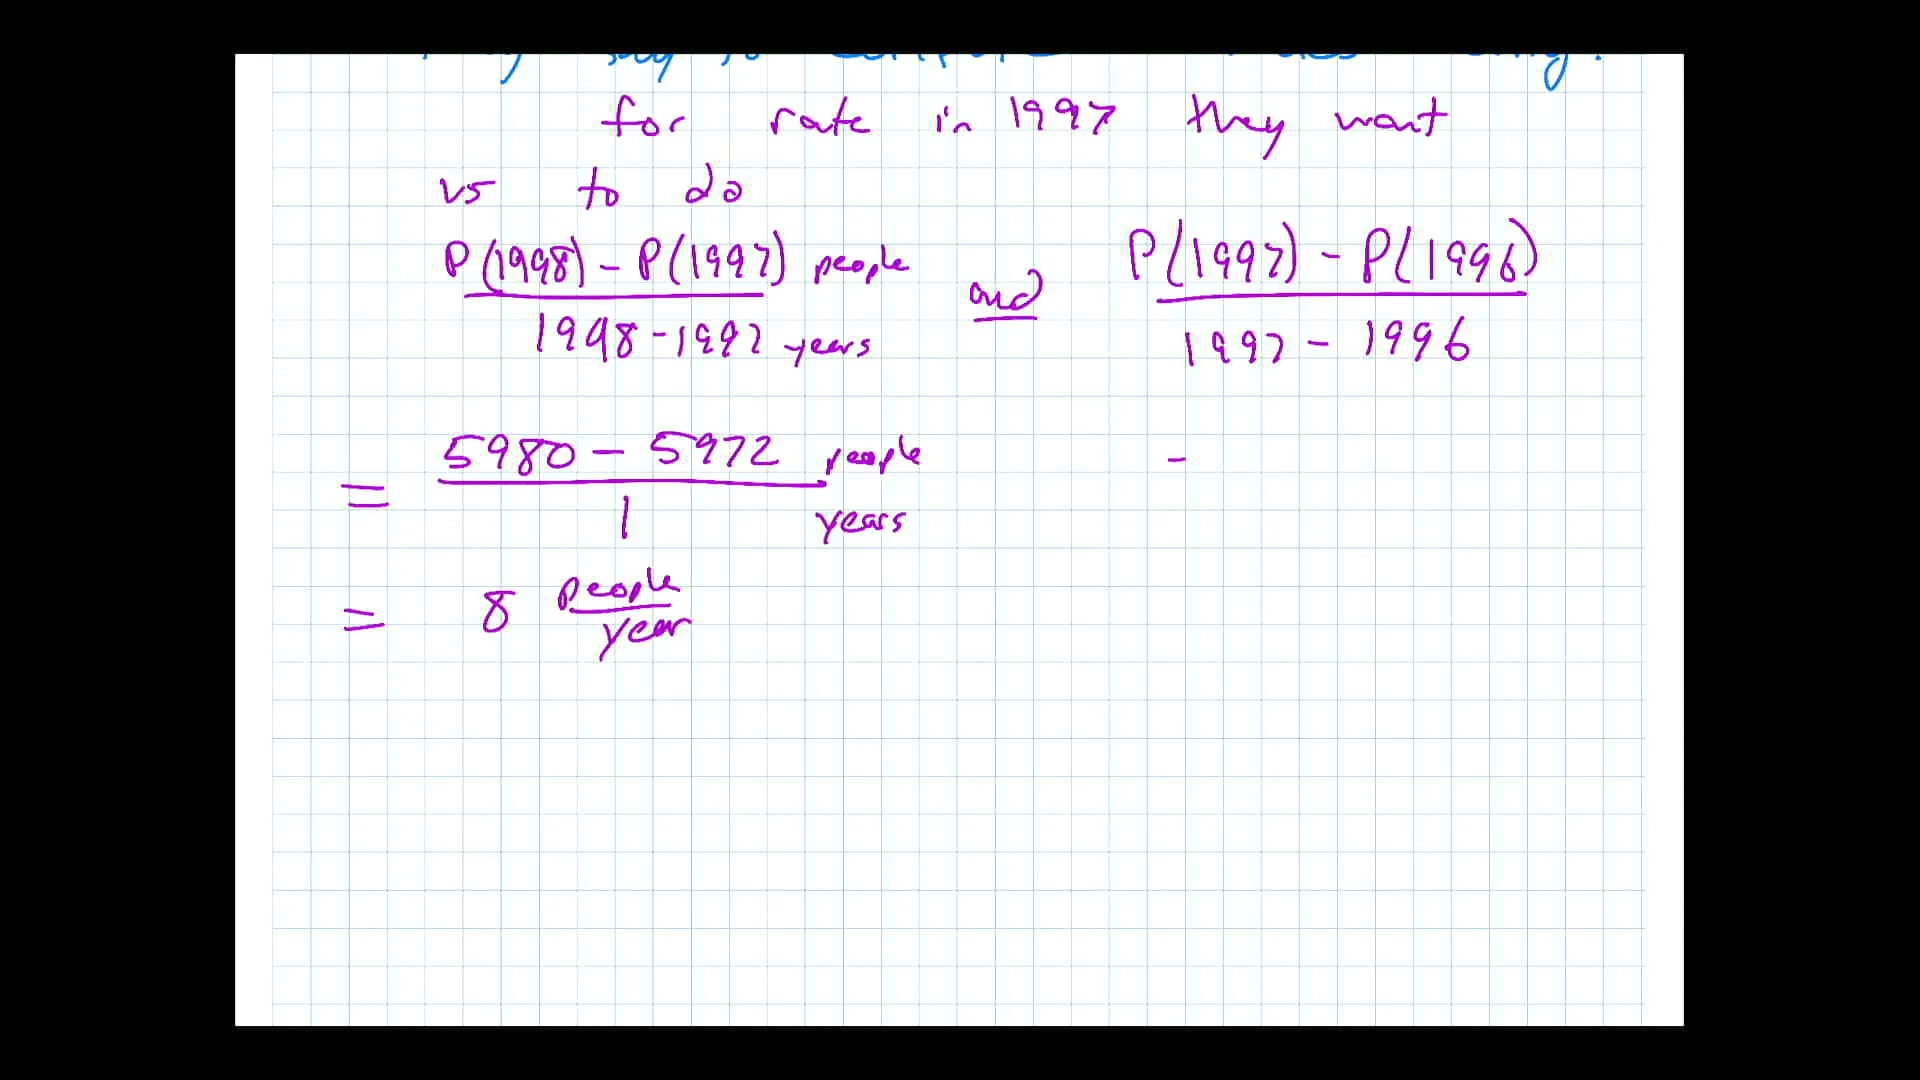 say
for rate in 1997 they want
us to do
P(1998) - P(1997) people and P(1997) - P(1996)
1998 - 1997 years 1997 - 1996
= 5980 - 5972 people -
1 years
= 8 people
year